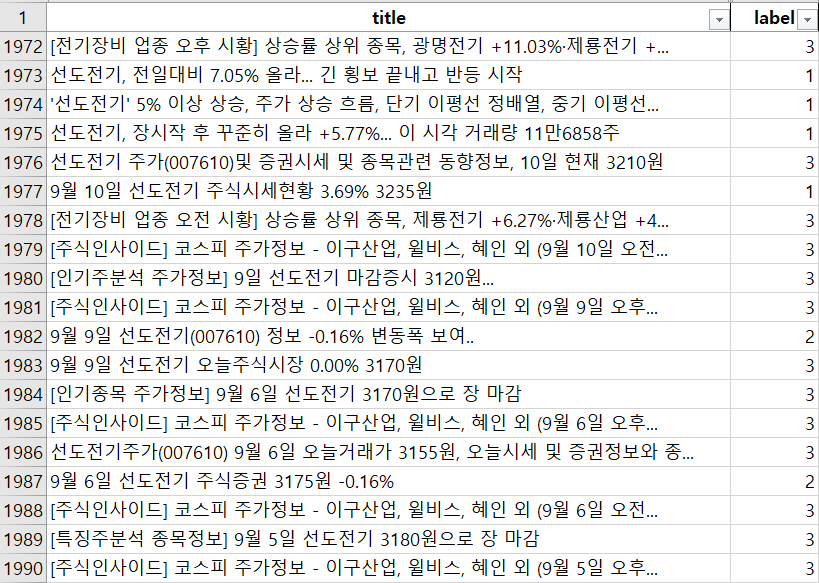 1 title label
1972 [전기장비 업종 오후 시황] 상승률 상위 종목, 광명전기 +11.03%·제룡전기 +... 3
1973 선도전기, 전일대비 7.05% 올라... 긴 횡보 끝내고 반등 시작 1
1974 '선도전기' 5% 이상 상승, 주가 상승 흐름, 단기 이평선 정배열, 중기 이평선... 1
1975 선도전기, 장시작 후 꾸준히 올라 +5.77%... 이 시각 거래량 11만6858주 1
1976 선도전기 주가(007610)및 증권시세 및 종목관련 동향정보, 10일 현재 3210원 3
1977 9월 10일 선도전기 주식시세현황 3.69% 3235원 1
1978 [전기장비 업종 오전 시황] 상승률 상위 종목, 제룡전기 +6.27%·제룡산업 +4... 3
1979 [주식인사이드] 코스피 주가정보 - 이구산업, 윌비스, 혜인 외 (9월 10일 오전... 3
1980 [인기주분석 주가정보] 9일 선도전기 마감증시 3120원... 3
1981 [주식인사이드] 코스피 주가정보 - 이구산업, 윌비스, 혜인 외 (9월 9일 오후... 3
1982 9월 9일 선도전기(007610) 정보 -0.16% 변동폭 보여.. 2
1983 9월 9일 선도전기 오늘주식시장 0.00% 3170원 3
1984 [인기종목 주가정보] 9월 6일 선도전기 3170원으로 장 마감 3
1985 [주식인사이드] 코스피 주가정보 - 이구산업, 윌비스, 혜인 외 (9월 6일 오후... 3
1986 선도전기주가(007610) 9월 6일 오늘거래가 3155원, 오늘시세 및 증권정보와 종... 3
1987 9월 6일 선도전기 주식증권 3175원 -0.16% 2
1988 [주식인사이드] 코스피 주가정보 - 이구산업, 윌비스, 혜인 외 (9월 6일 오전... 3
1989 [특징주분석 종목정보] 9월 5일 선도전기 3180원으로 장 마감 3
1990 [주식인사이드] 코스피 주가정보 - 이구산업, 윌비스, 혜인 외 (9월 5일 오후... 3